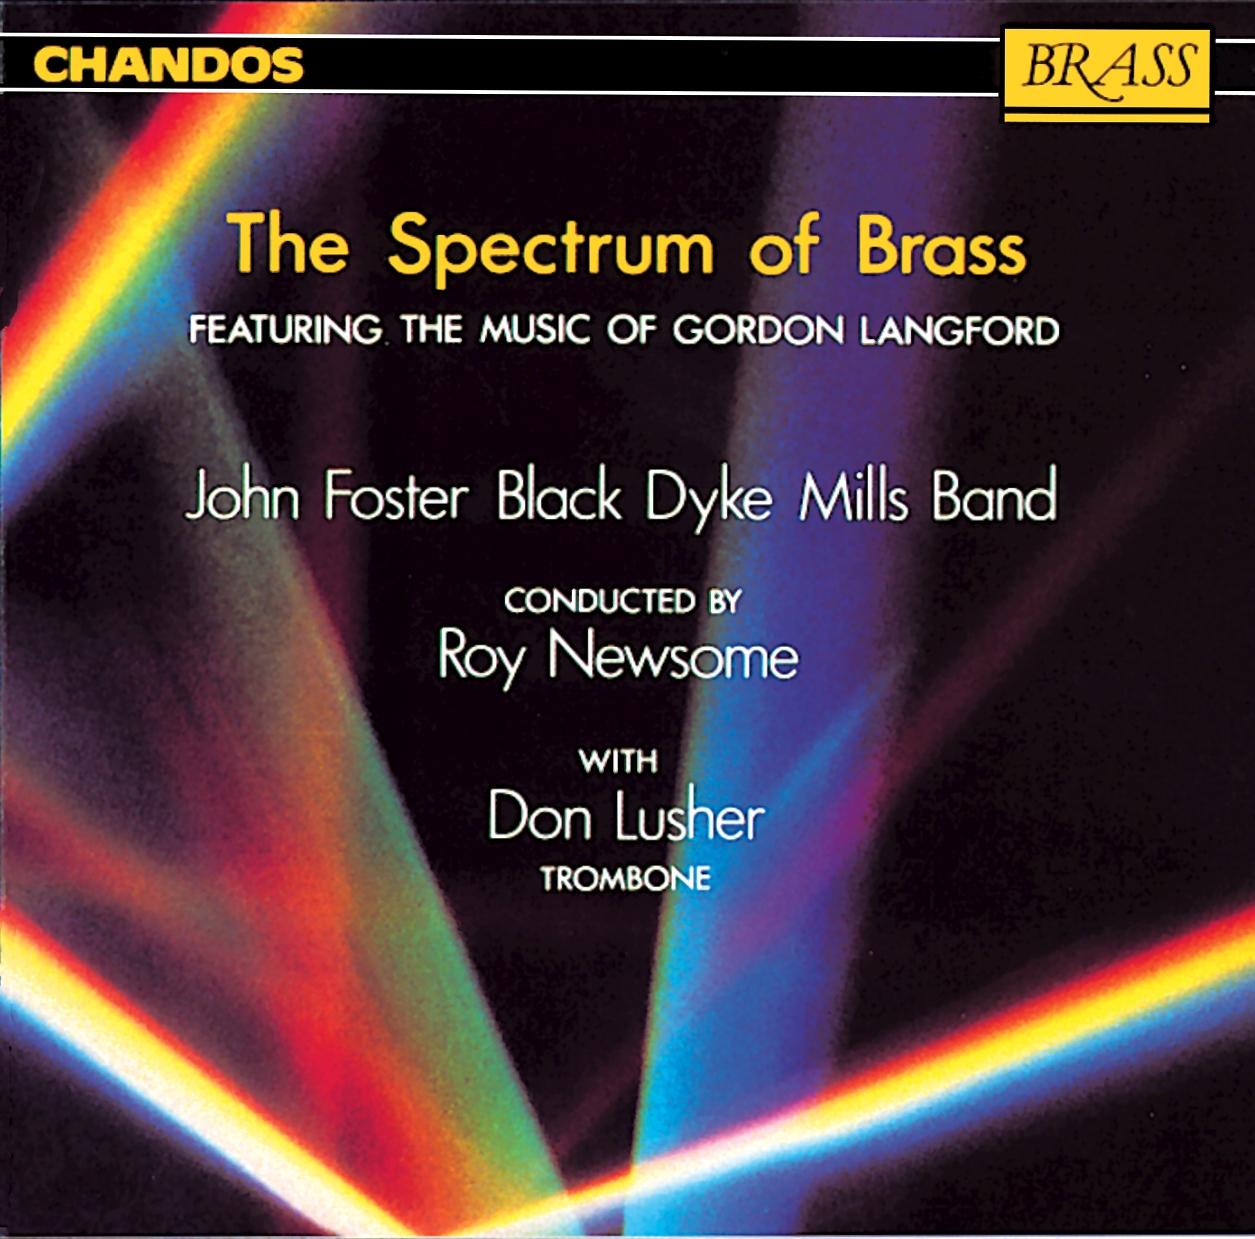 CHANDOS
BRASS
The Spectrum of Brass
FEATURING THE MUSIC OF GORDON LANGFORD
John Foster Black Dyke Mills Band
CONDUCTED BY
Roy Newsome
WITH
Don Lusher
TROMBONE